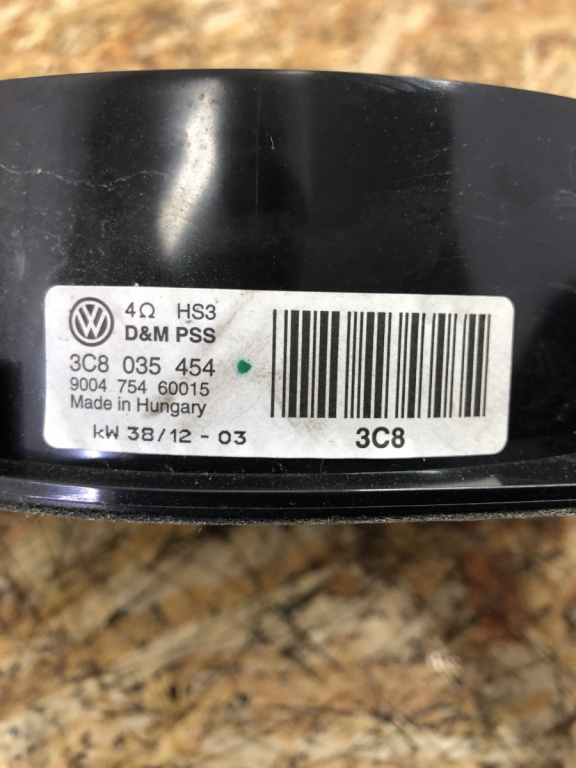 4Ω HS3
D&M PSS
3C8 035 454
9004 754 60015
Made in Hungary
kW 38/12 - 03
3C8